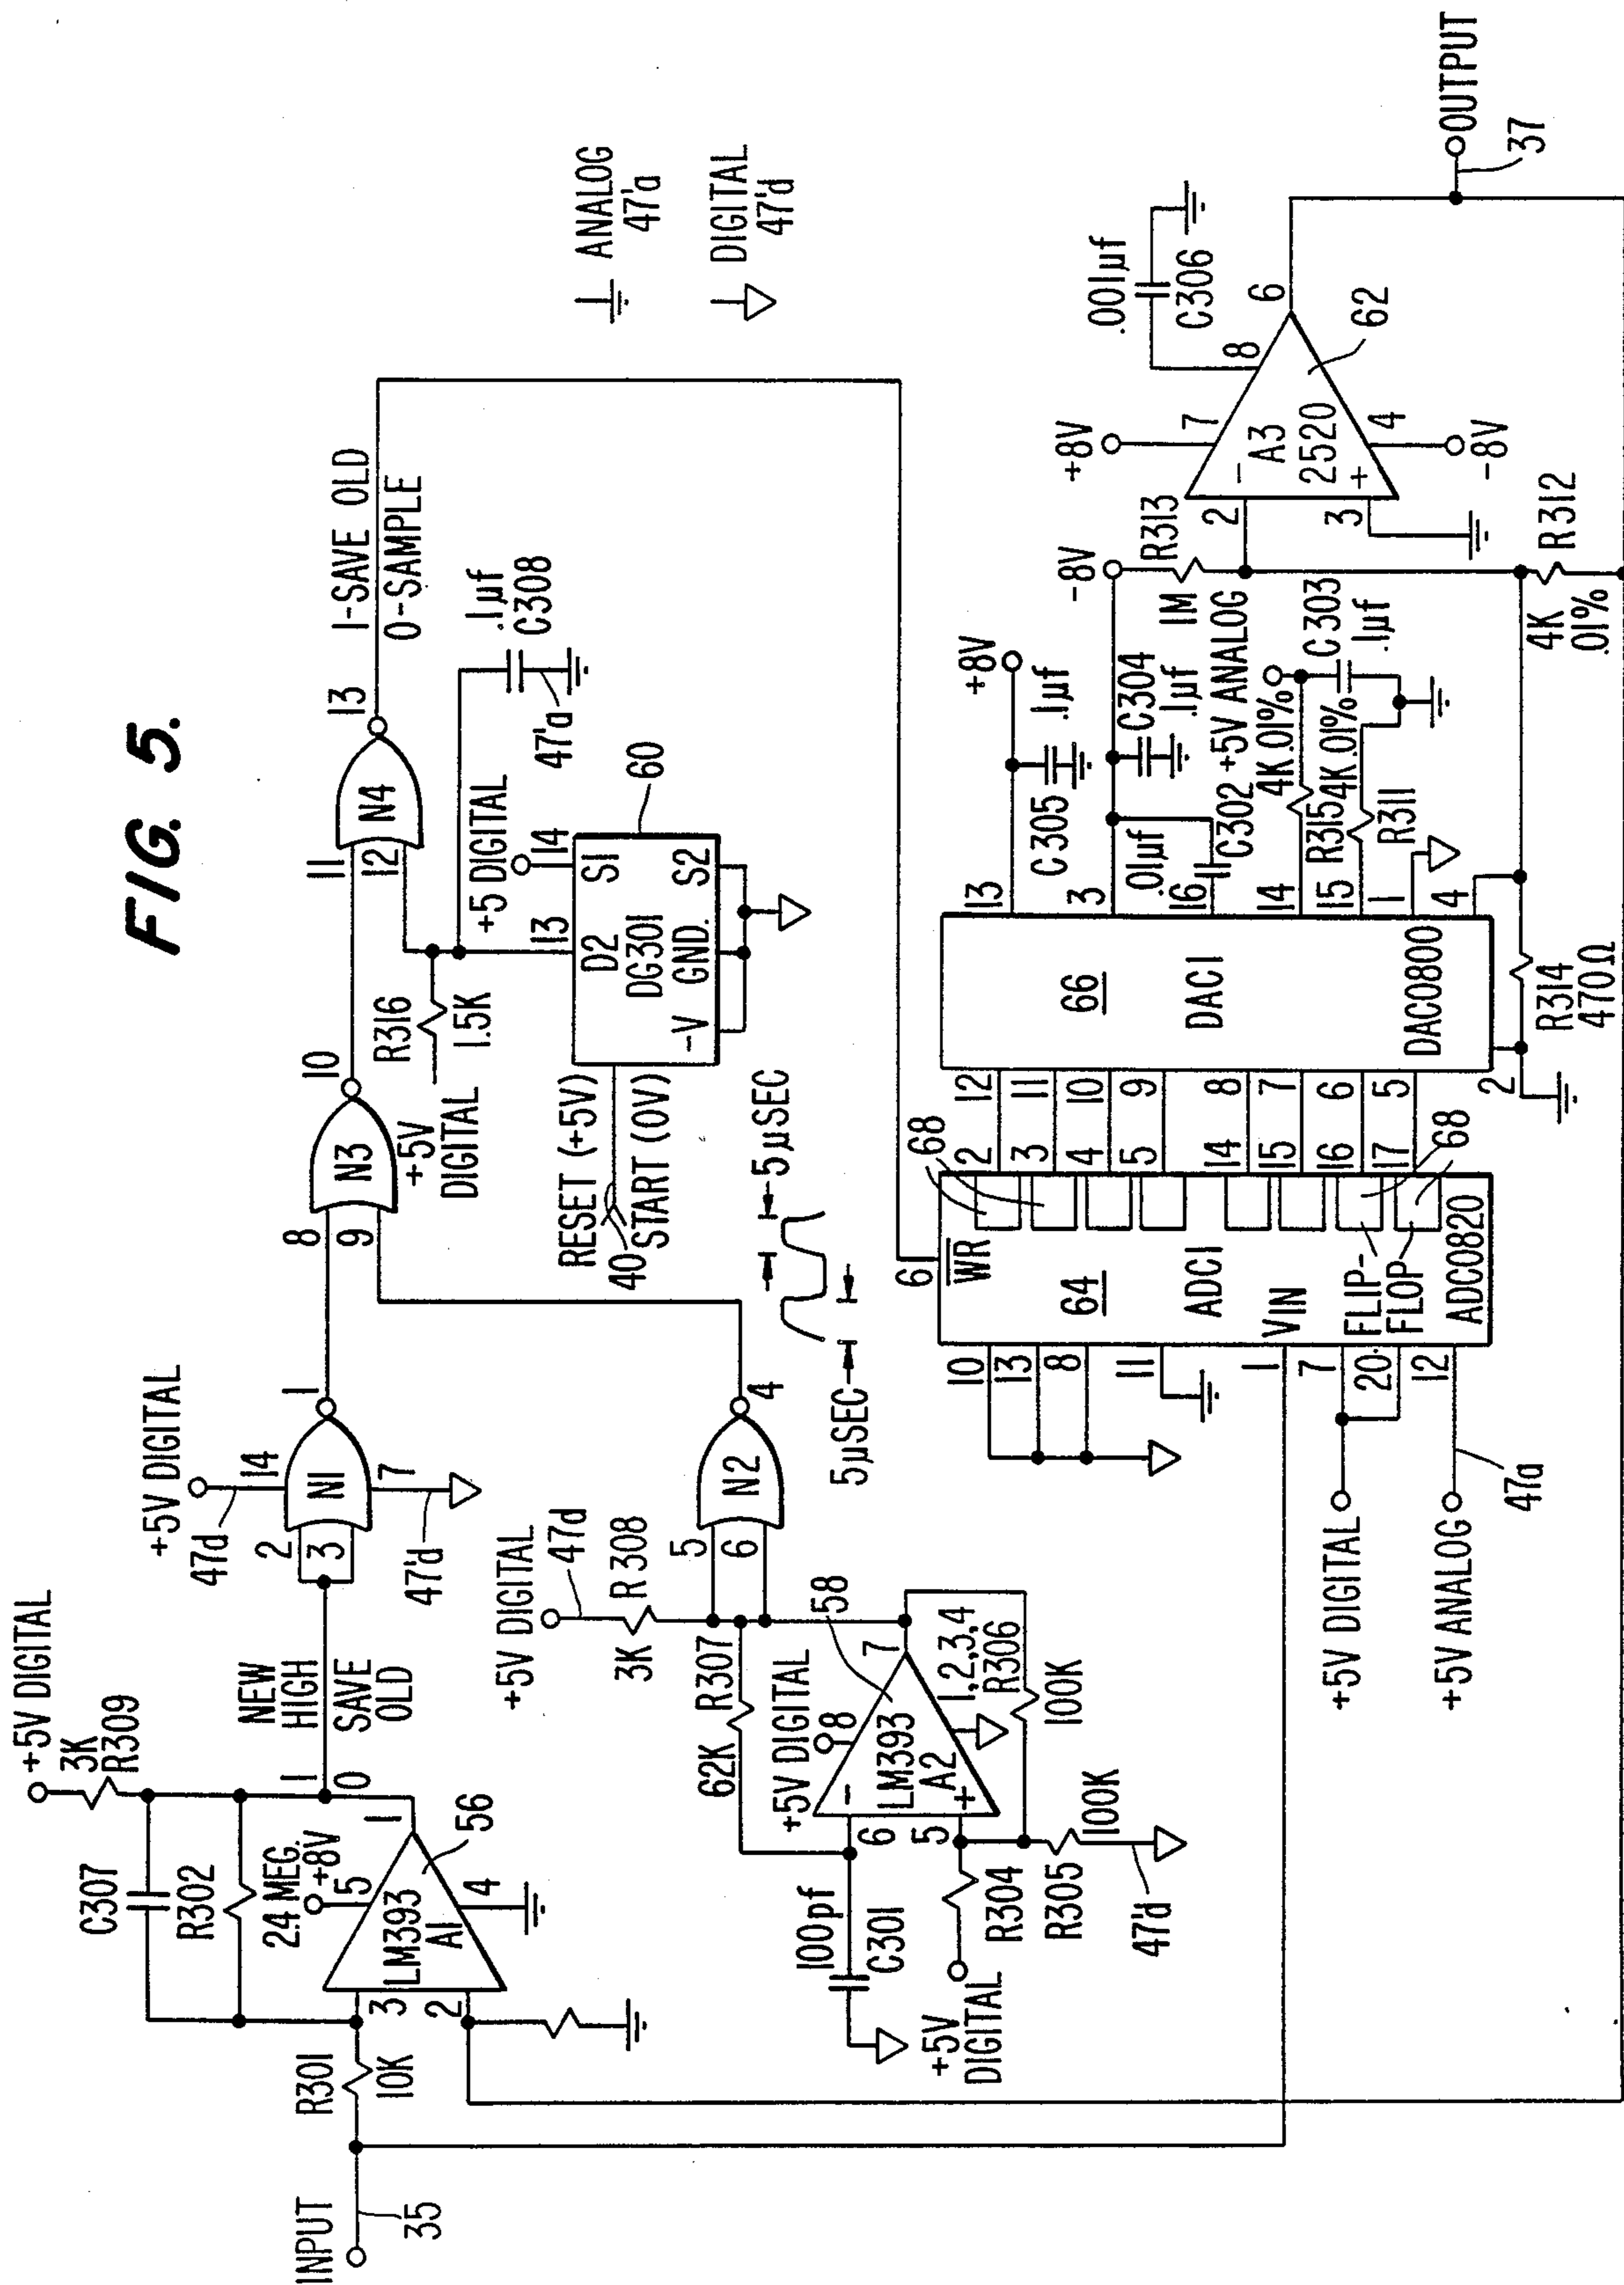 FIG. 5.
INPUT
35
R301
10K
C307
R302
2.4 MEG.
+8V
+5V DIGITAL
3K
R309
3
2
LM393
A1
5
4
1
56
1
0
NEW
HIGH
SAVE
OLD
+5V DIGITAL
47d
14
2
3
N1
7
47'd
1
8
9
N3
10
11
12
N4
13
1-SAVE OLD
0-SAMPLE
R316
1.5K
+5V
DIGITAL
.1µf
C308
47'a
+5 DIGITAL
14
13
D2
S1
DG301
GND.
-V
S2
60
RESET (+5V)
START (0V)
40
ANALOG
47'a
DIGITAL
47'd
+5V DIGITAL
47d
3K
R308
5
6
N2
4
5µSEC
5µSEC
R307
62K
+5V DIGITAL
8
58
7
LM393
A2
-
+
6
5
1,2,3,4
R306
100K
100pf
C301
+5V
DIGITAL
R304
R305
100K
47'd
6
WR
64
ADC1
VIN
FLIP-
FLOP
ADC0820
68
68
10
13
8
11
1
7
20
12
+5V DIGITAL
+5V ANALOG
47a
2
3
4
5
14
15
16
17
12
11
10
9
8
7
6
5
66
DAC1
DAC0800
2
13
3
16
14
15
1
4
+8V
.1µf
C305
-8V
C304
.1µf
.01µf
C302
+5V ANALOG
4K .01%
R315
4K .01%
R311
C303
.1µf
R314
470Ω
R313
1M
2
3
-
A3
2520
+
7
+8V
4
-8V
8
6
62
.001µf
C306
4K
.01%
R312
OUTPUT
37